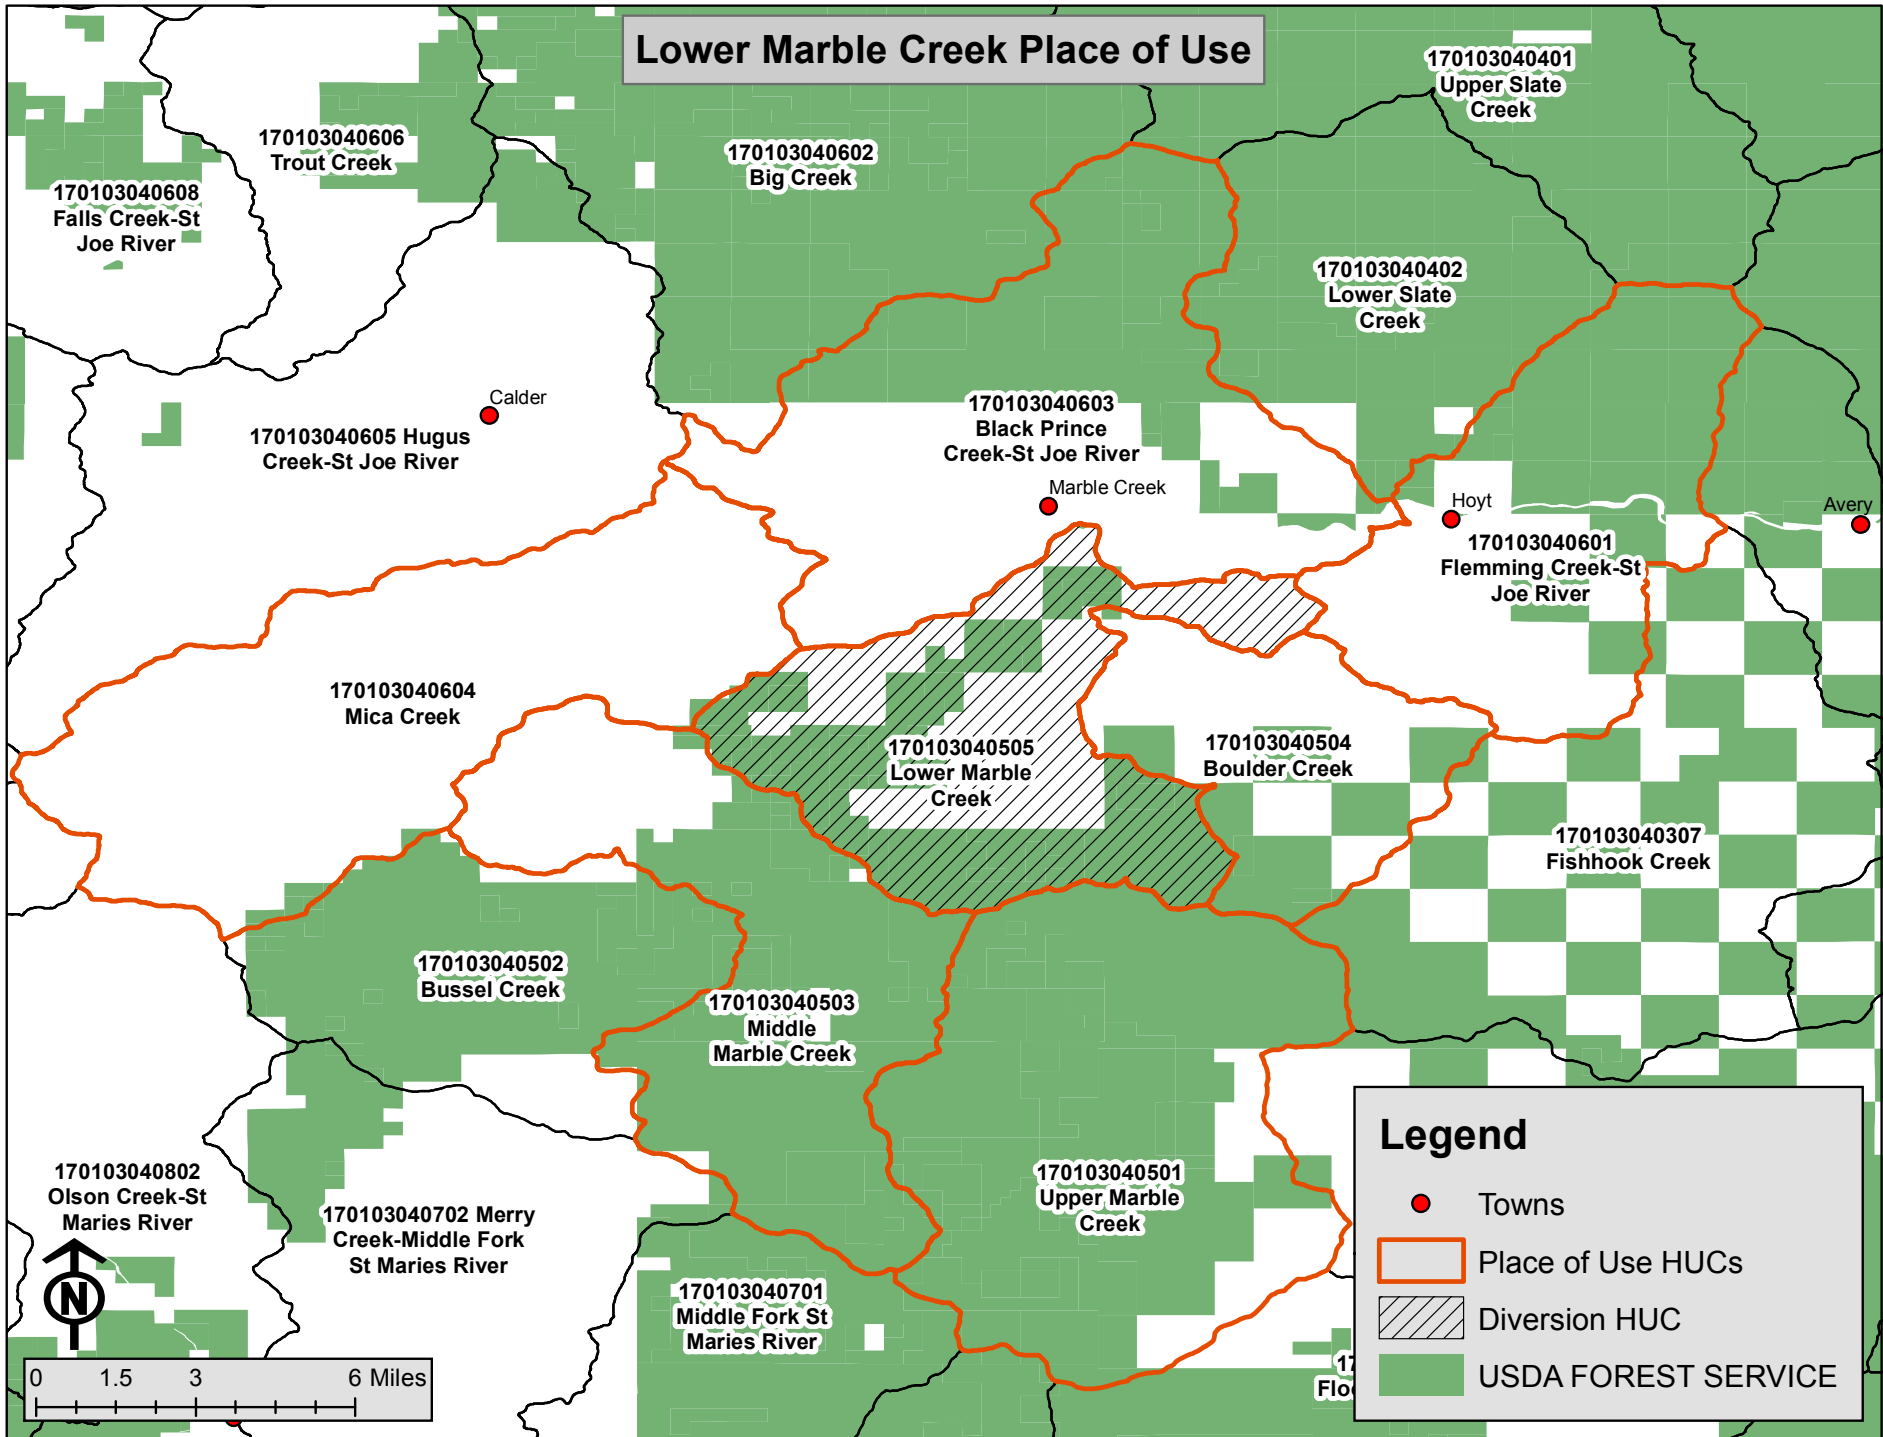 Lower Marble Creek Place of Use
170103040401
Upper Slate
Creek
170103040606
Trout Creek
170103040602
Big Creek
170103040608
Falls Creek-St
Joe River
170103040402
Lower Slate
Creek
Calder
170103040605 Hugus
Creek-St Joe River
170103040603
Black Prince
Creek-St Joe River
Marble Creek
Hoyt
Avery
170103040601
Flemming Creek-St
Joe River
170103040604
Mica Creek
170103040505
Lower Marble
Creek
170103040504
Boulder Creek
170103040307
Fishhook Creek
170103040502
Bussel Creek
170103040503
Middle
Marble Creek
170103040802
Olson Creek-St
Maries River
170103040702 Merry
Creek-Middle Fork
St Maries River
170103040501
Upper Marble
Creek
170103040701
Middle Fork St
Maries River
17
Floo
N
0 1.5 3 6 Miles
Legend
Towns
Place of Use HUCs
Diversion HUC
USDA FOREST SERVICE